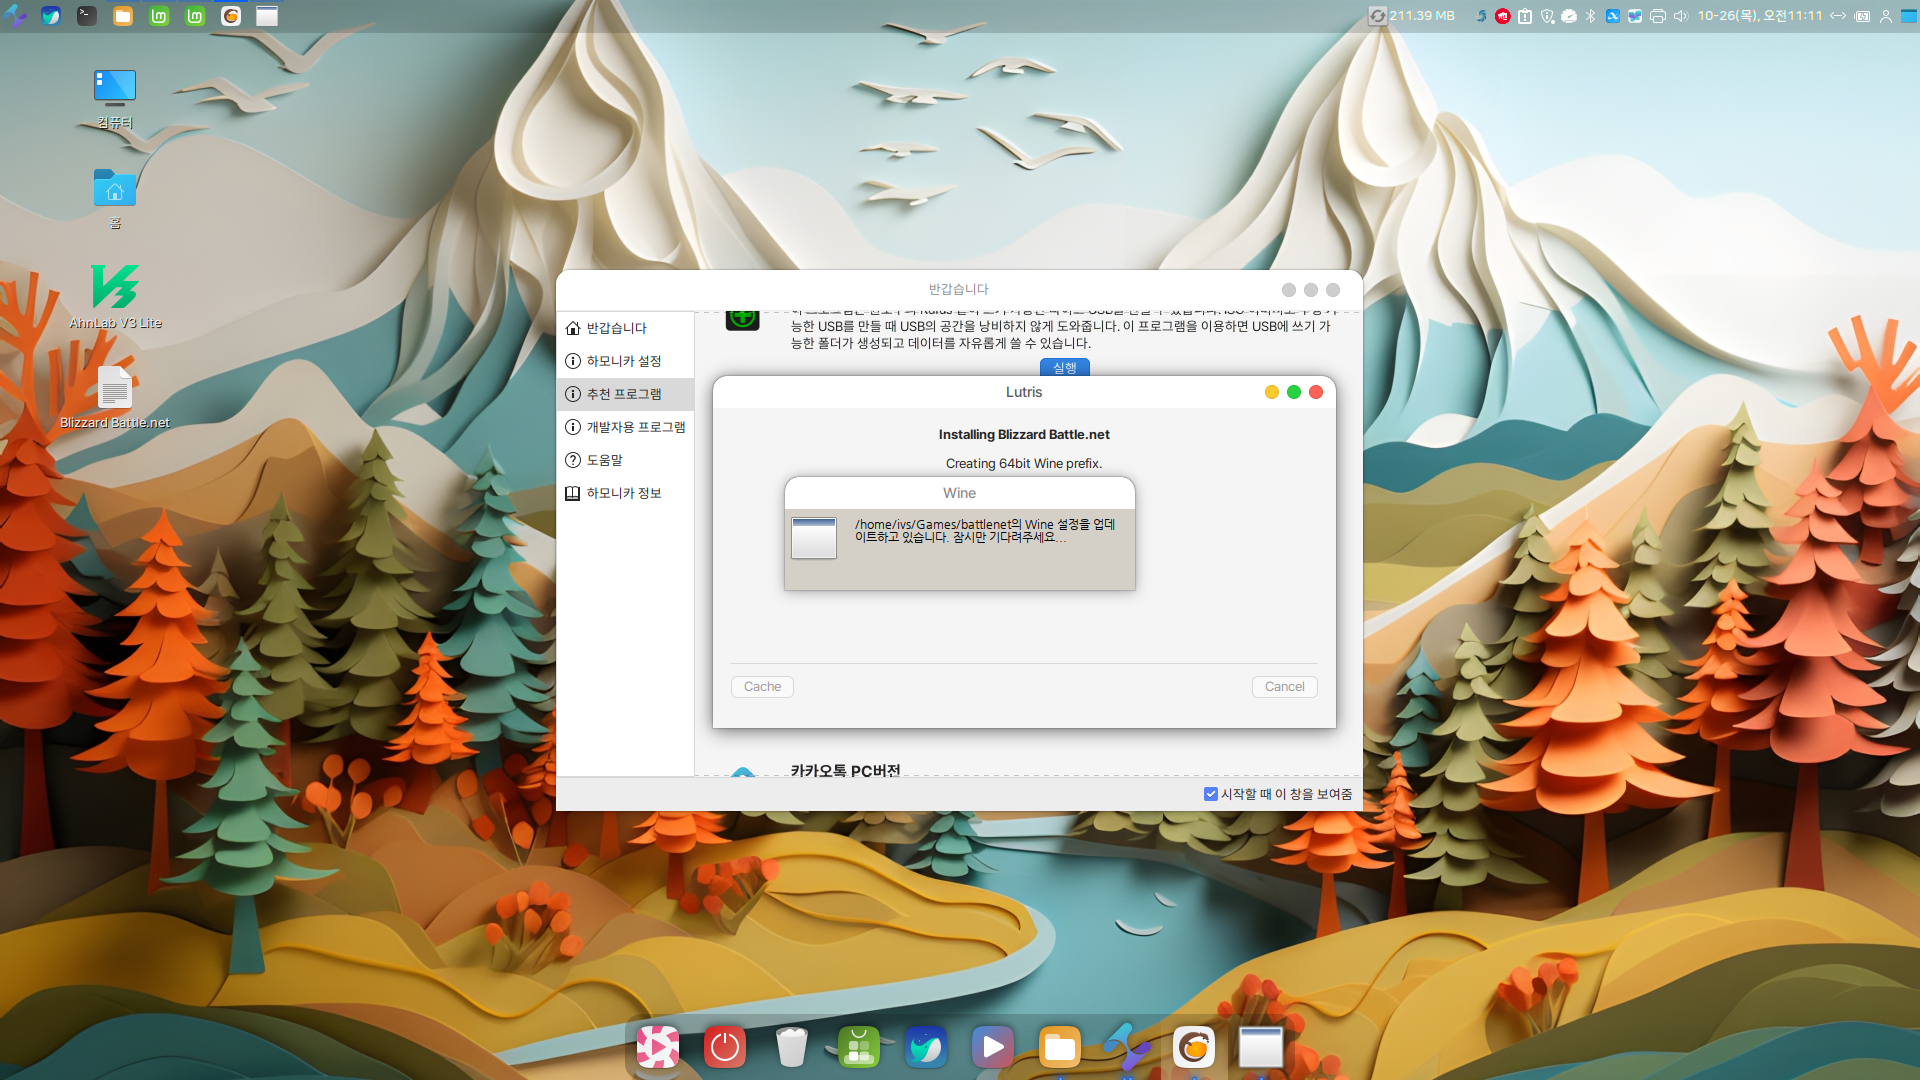 211.39 MB
10-26(목), 오전11:11
컴퓨터
홈
AhnLab V3 Lite
Blizzard Battle.net
반갑습니다
반갑습니다
하모니카 설정
추천 프로그램
개발자용 프로그램
도움말
하모니카 정보
능한 USB를 만들 때 USB의 공간을 낭비하지 않게 도와줍니다. 이 프로그램을 이용하면 USB에 쓰기 가
능한 폴더가 생성되고 데이터를 자유롭게 쓸 수 있습니다.
실행
Lutris
Installing Blizzard Battle.net
Creating 64bit Wine prefix.
Wine
/home/ivs/Games/battlenet의 Wine 설정을 업데
이트하고 있습니다. 잠시만 기다려주세요...
Cache
Cancel
카카오톡 PC버전
시작할 때 이 창을 보여줌